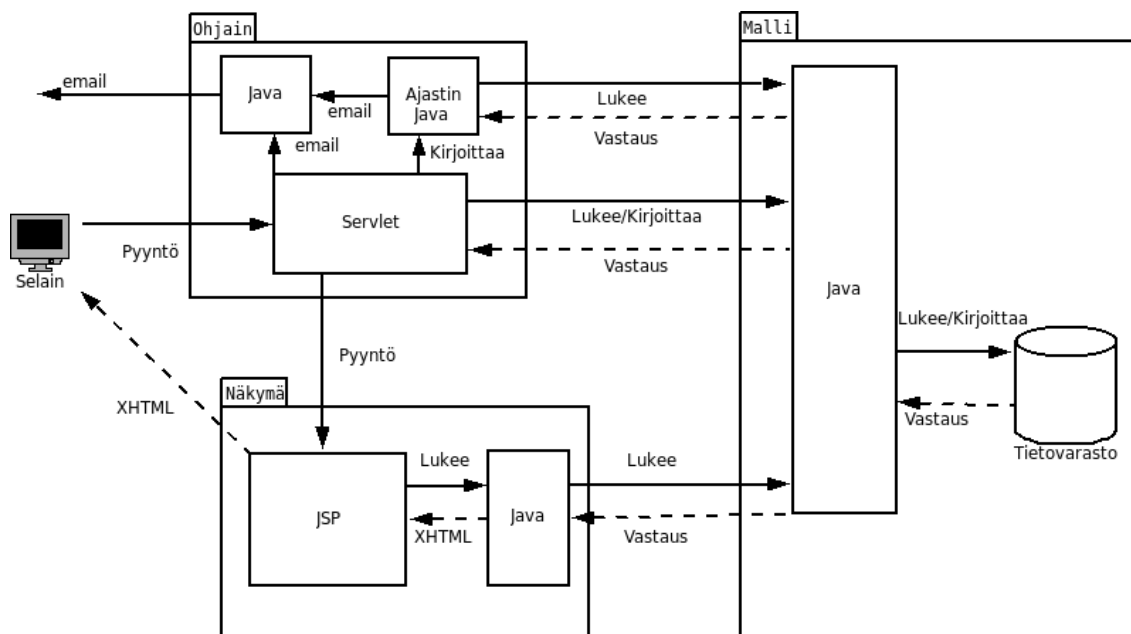 Ohjain
Malli
email
Java
email
Ajastin
Java
Lukee
Vastaus
email
Kirjoittaa
Pyyntö
Servlet
Lukee/Kirjoittaa
Vastaus
Selain
Java
Lukee/Kirjoittaa
Vastaus
Tietovarasto
Pyyntö
XHTML
Näkymä
JSP
Lukee
XHTML
Java
Lukee
Vastaus